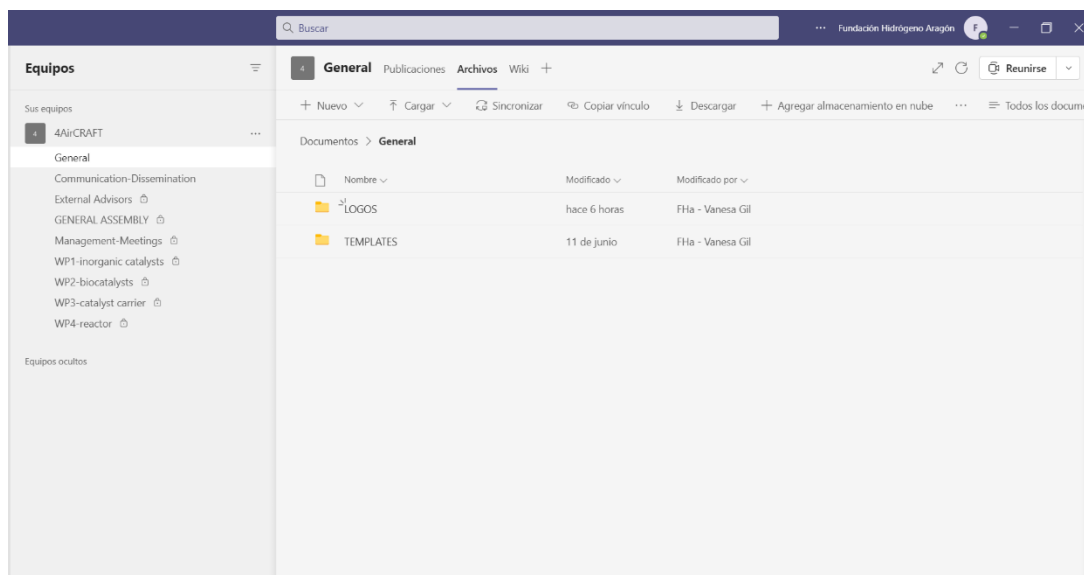 Buscar
Fundación Hidrógeno Aragón
F
Equipos
4
General Publicaciones Archivos Wiki
Reunirse
Sus equipos
Nuevo Cargar Sincronizar Copiar vínculo Descargar Agregar almacenamiento en nube Todos los docum
4 4AirCRAFT
Documentos > General
General
Communication-Dissemination
Nombre Modificado Modificado por
External Advisors
LOGOS hace 6 horas FHa - Vanesa Gil
GENERAL ASSEMBLY
Management-Meetings
TEMPLATES 11 de junio FHa - Vanesa Gil
WP1-inorganic catalysts
WP2-biocatalysts
WP3-catalyst carrier
WP4-reactor
Equipos ocultos